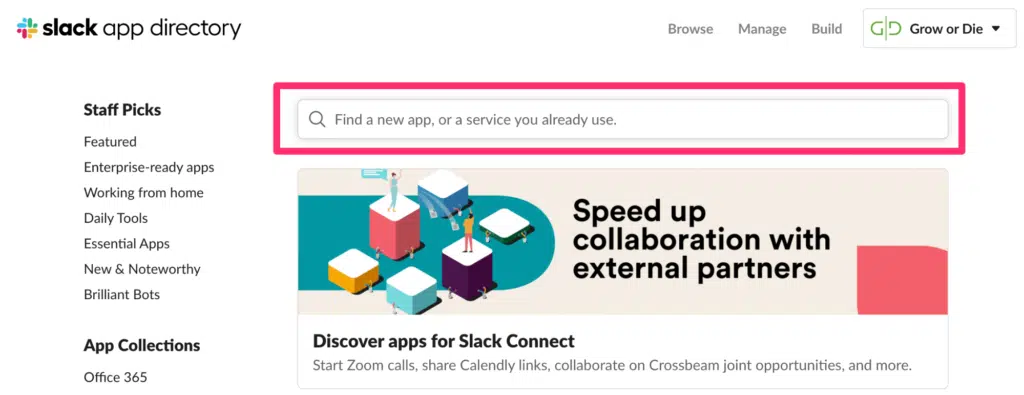 slack app directory
Browse
Manage
Build
G|D Grow or Die
Staff Picks
Featured
Enterprise-ready apps
Working from home
Daily Tools
Essential Apps
New & Noteworthy
Brilliant Bots
App Collections
Office 365
Find a new app, or a service you already use.
Speed up
collaboration with
external partners
Discover apps for Slack Connect
Start Zoom calls, share Calendly links, collaborate on Crossbeam joint opportunities, and more.